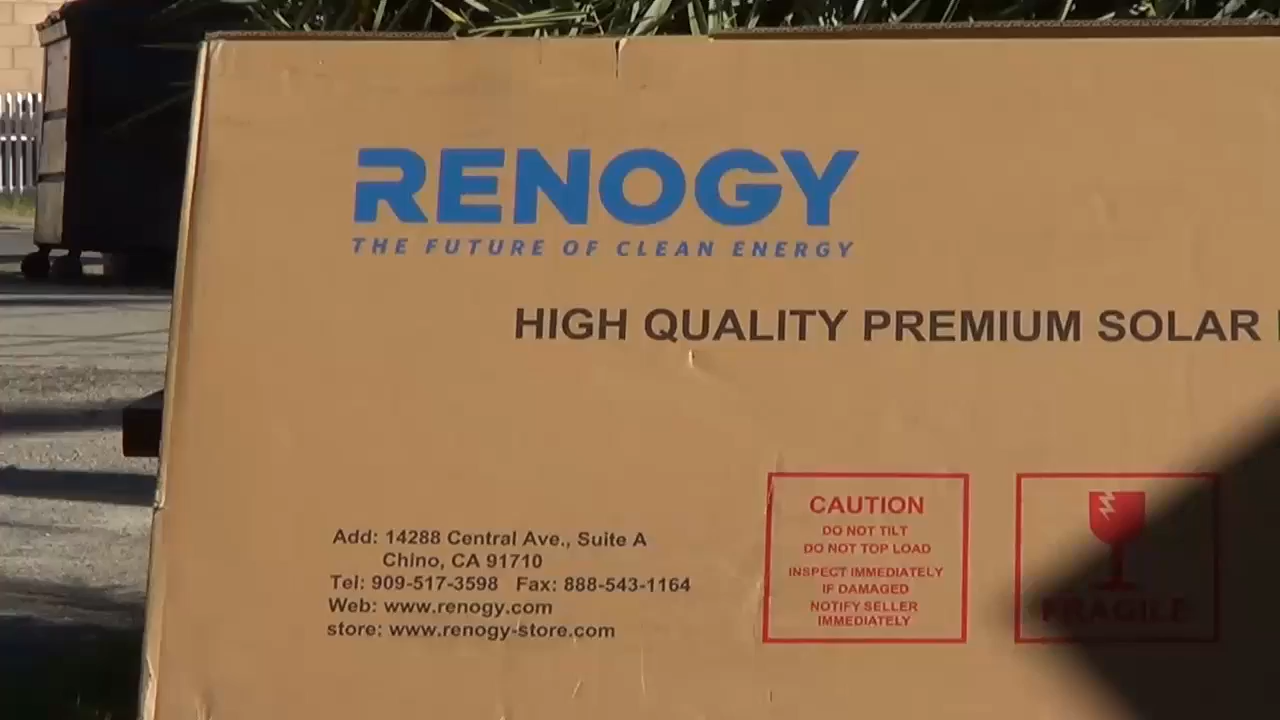 RENOGY
THE FUTURE OF CLEAN ENERGY
HIGH QUALITY PREMIUM SOLAR
Add: 14288 Central Ave., Suite A
Chino, CA 91710
Tel: 909-517-3598 Fax: 888-543-1164
Web: www.renogy.com
store: www.renogy-store.com
CAUTION
DO NOT TILT
DO NOT TOP LOAD
INSPECT IMMEDIATELY
IF DAMAGED
NOTIFY SELLER
IMMEDIATELY
FRAGILE